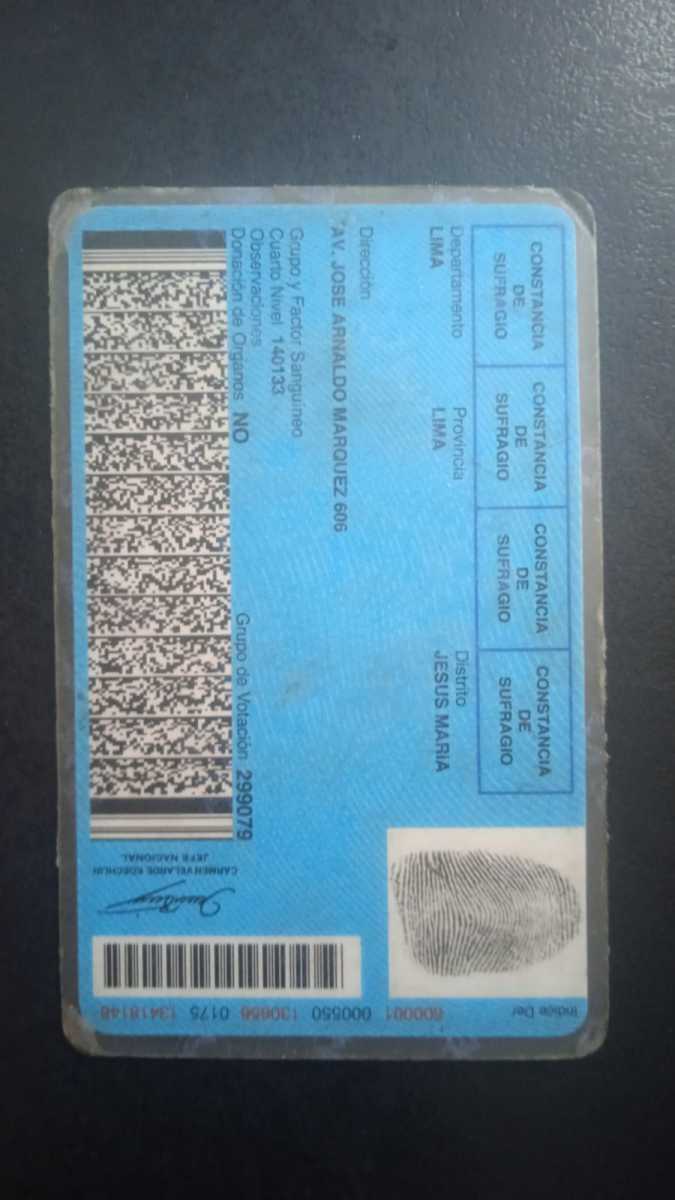 CONSTANCIA
DE
SUFRAGIO
CONSTANCIA
DE
SUFRAGIO
CONSTANCIA
DE
SUFRAGIO
CONSTANCIA
DE
SUFRAGIO
Departamento Provincia Distrito
LIMA LIMA JESUS MARIA
Dirección
AV. JOSE ARNALDO MARQUEZ 606
Grupo y Factor Sanguineo
Cuarto Nivel 140133
Observaciones
Donación de Organos NO Grupo de Votación 299079
Indice Der
600001 000550 130656 0175 13418148
CARMEN VELARDE KOECHLIN
JEFE NACIONAL